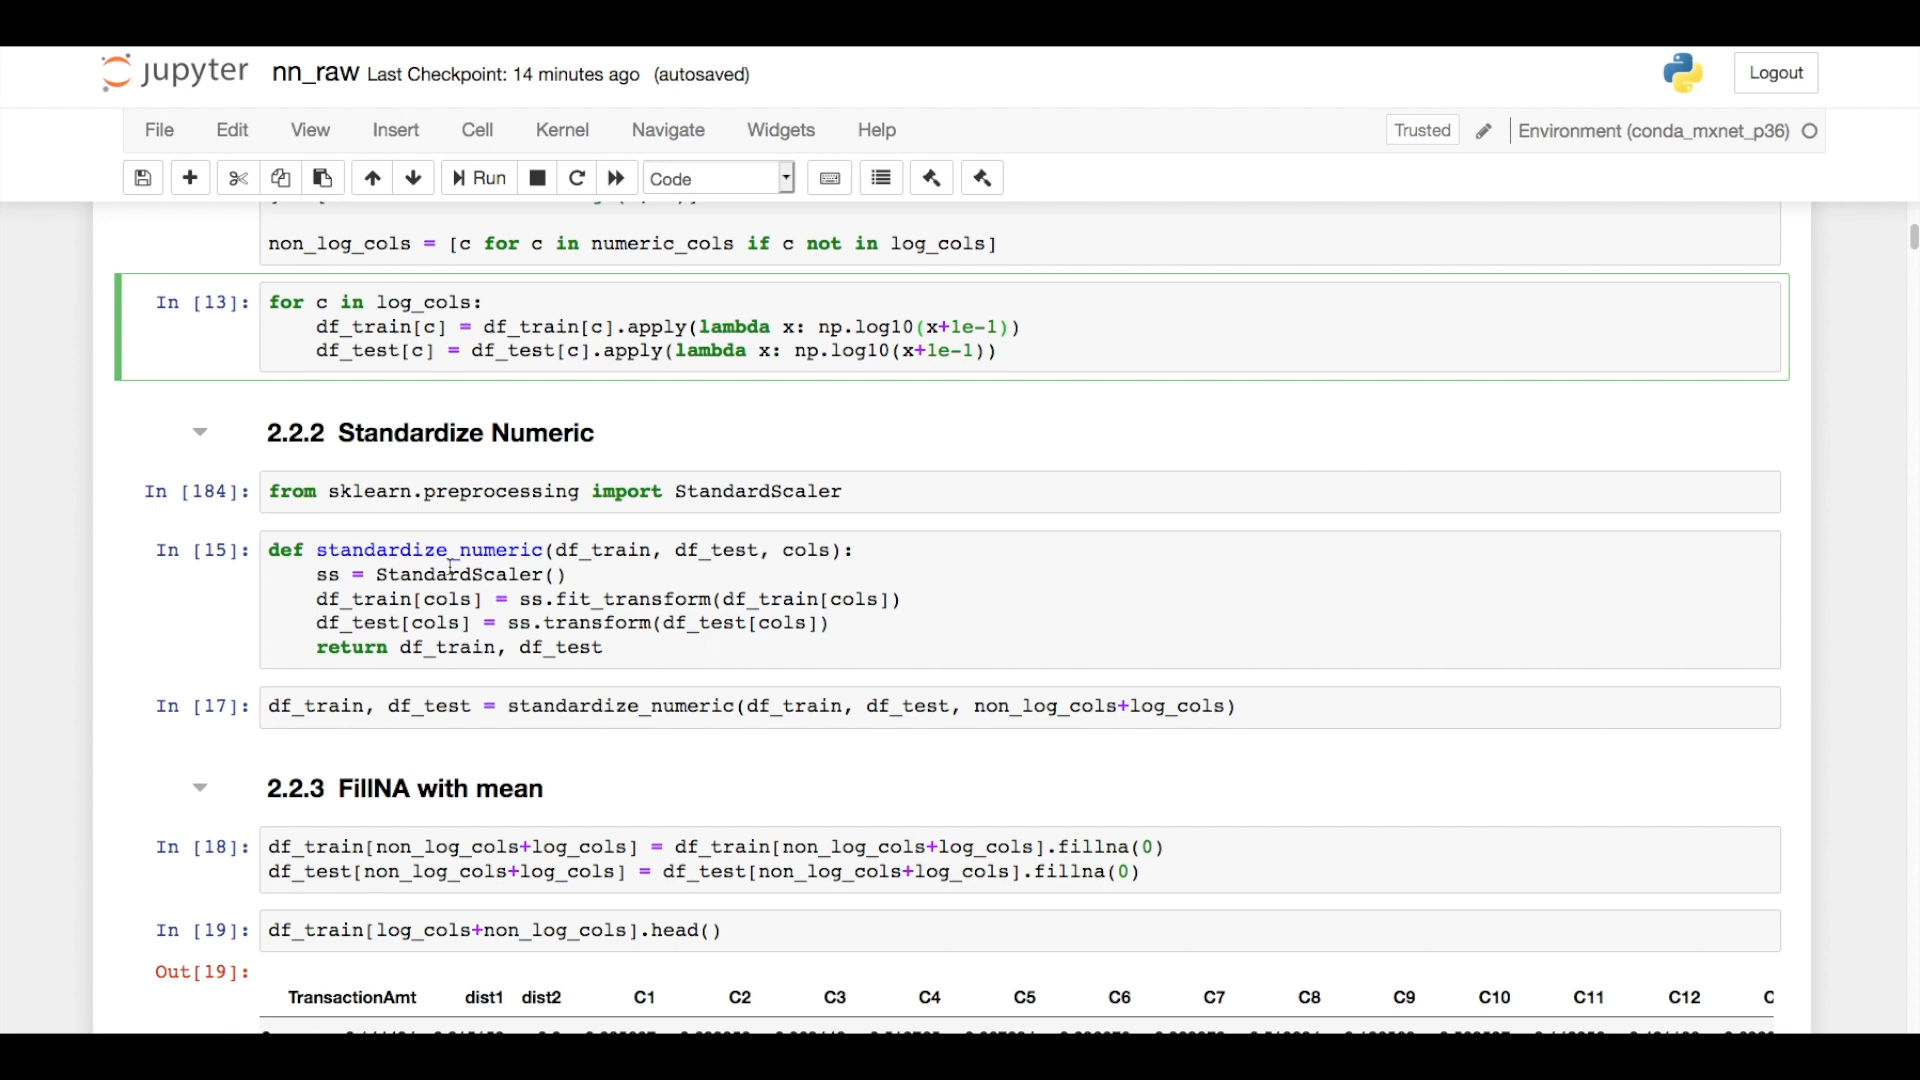 jupyter nn_raw Last Checkpoint: 14 minutes ago (autosaved) Logout
File Edit View Insert Cell Kernel Navigate Widgets Help Trusted Environment (conda_mxnet_p36)
Run Code
non_log_cols = [c for c in numeric_cols if c not in log_cols]
In [13]: for c in log_cols:
df_train[c] = df_train[c].apply(lambda x: np.log10(x+1e-1))
df_test[c] = df_test[c].apply(lambda x: np.log10(x+1e-1))
2.2.2 Standardize Numeric
In [184]: from sklearn.preprocessing import StandardScaler
In [15]: def standardize_numeric(df_train, df_test, cols):
ss = StandardScaler()
df_train[cols] = ss.fit_transform(df_train[cols])
df_test[cols] = ss.transform(df_test[cols])
return df_train, df_test
In [17]: df_train, df_test = standardize_numeric(df_train, df_test, non_log_cols+log_cols)
2.2.3 FillNA with mean
In [18]: df_train[non_log_cols+log_cols] = df_train[non_log_cols+log_cols].fillna(0)
df_test[non_log_cols+log_cols] = df_test[non_log_cols+log_cols].fillna(0)
In [19]: df_train[log_cols+non_log_cols].head()
Out[19]:
TransactionAmt dist1 dist2 C1 C2 C3 C4 C5 C6 C7 C8 C9 C10 C11 C12